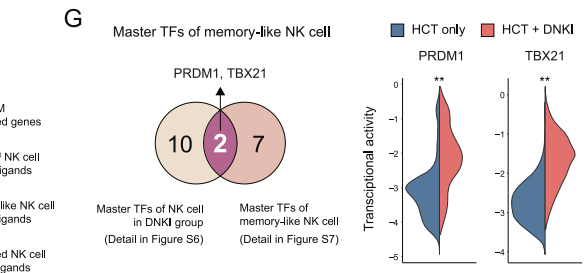 G
Master TFs of memory-like NK cell
PRDM1, TBX21
10
2
7
Master TFs of NK cell
in DNKI group
(Detail in Figure S6)
Master TFs of
memory-like NK cell
(Detail in Figure S7)
ed genes
NK cell
igands
like NK cell
igands
ed NK cell
igands
HCT only
HCT + DNKI
PRDM1
TBX21
**
**
Transcriptional activity
0
−1
−2
−3
−4
−5
0
−1
−2
−3
−4